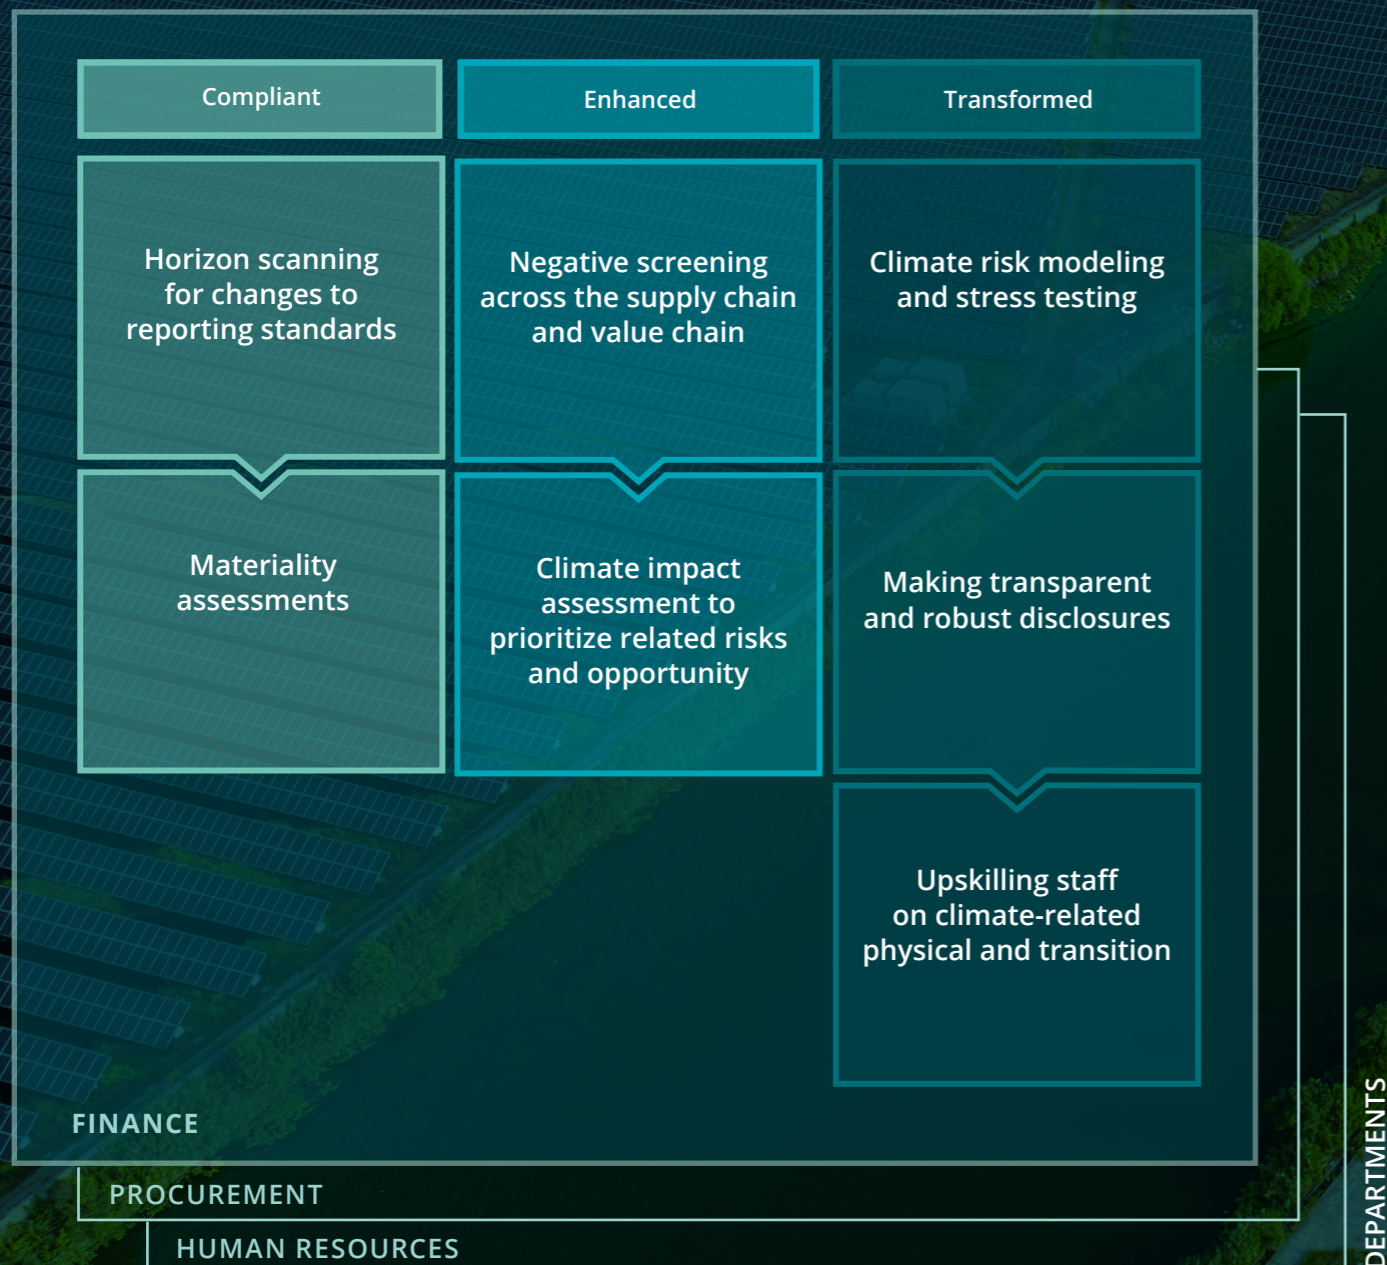 Compliant
Enhanced
Transformed
Horizon scanning
for changes to
reporting standards
Negative screening
across the supply chain
and value chain
Climate risk modeling
and stress testing
Materiality
assessments
Climate impact
assessment to
prioritize related risks
and opportunity
Making transparent
and robust disclosures
Upskilling staff
on climate-related
physical and transition
FINANCE
PROCUREMENT
HUMAN RESOURCES
DEPARTMENTS